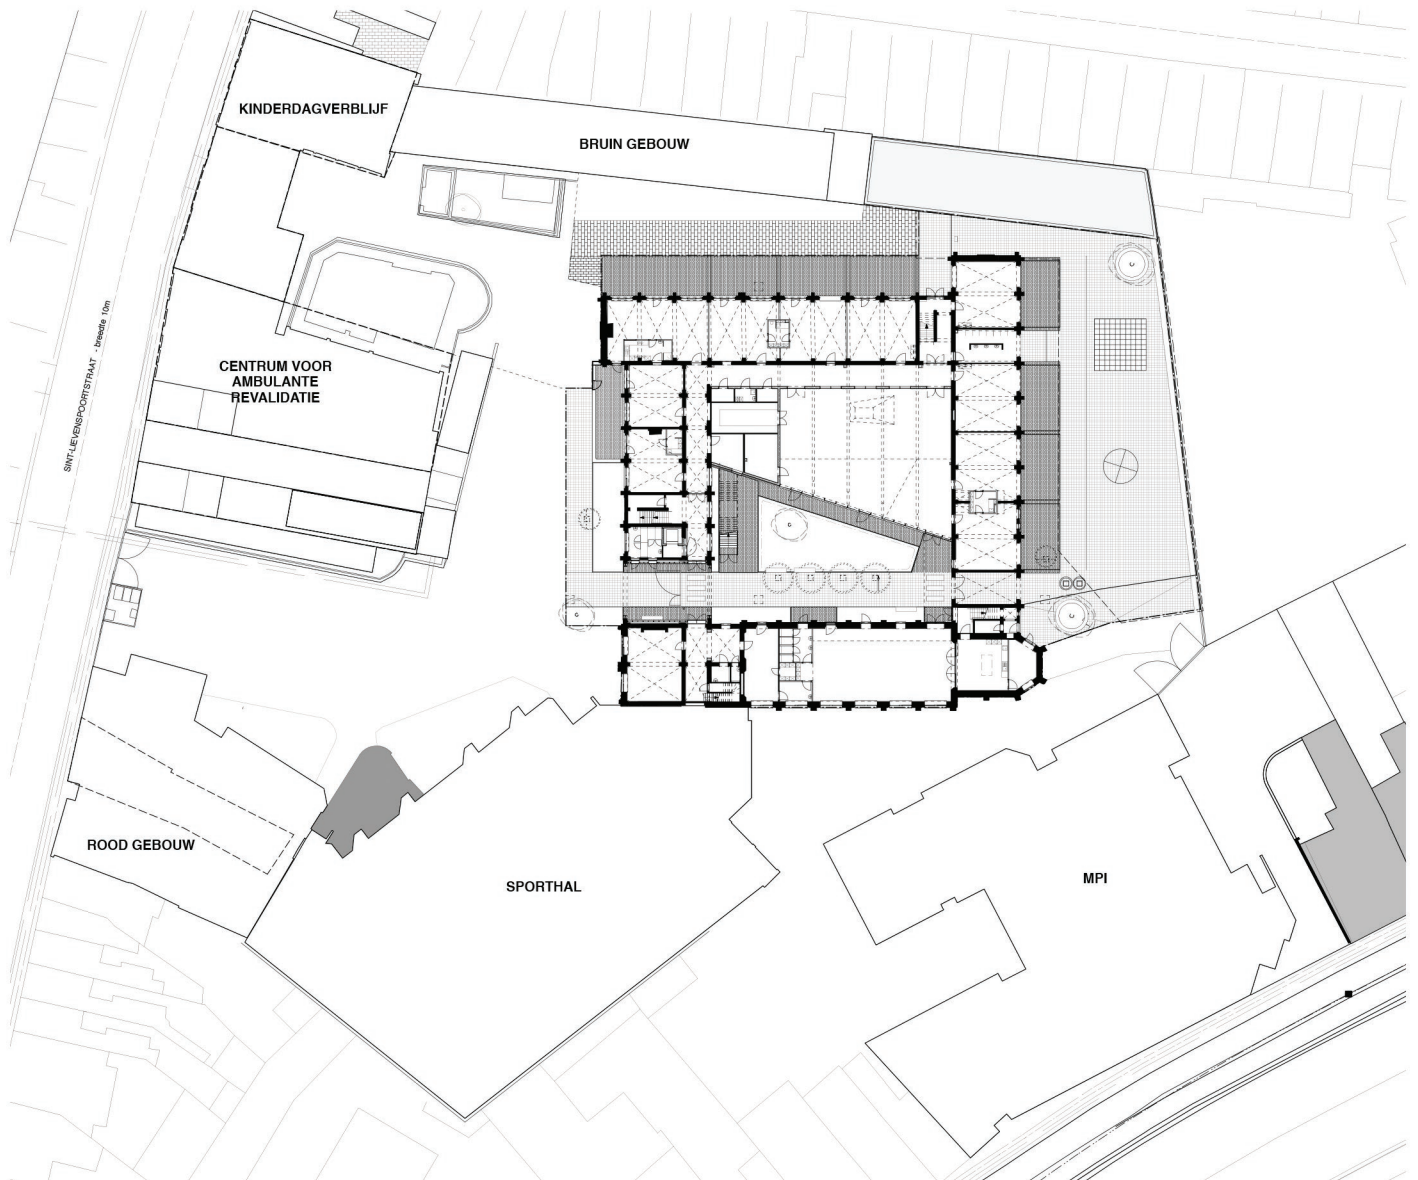 KINDERDAGVERBLIJF
BRUIN GEBOUW
SINT-LIEVENSPOORTSTRAAT - breedte 10m
CENTRUM VOOR
AMBULANTE
REVALIDATIE
ROOD GEBOUW
SPORTHAL
MPI